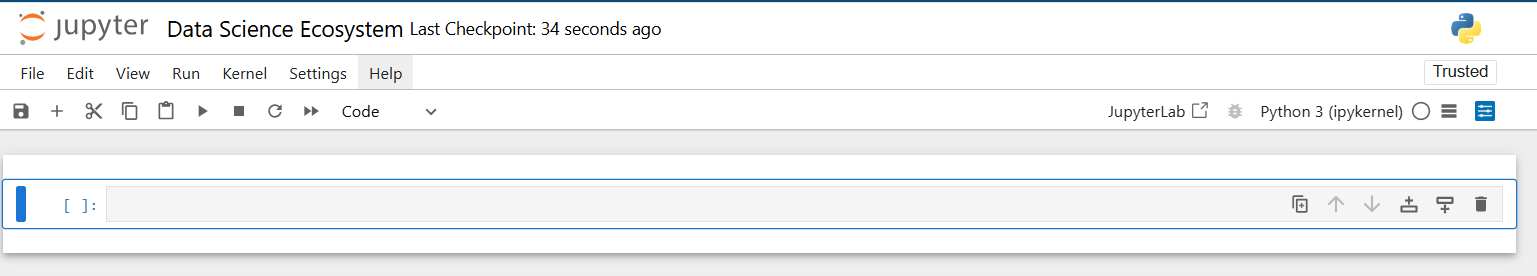 jupyter Data Science Ecosystem Last Checkpoint: 34 seconds ago
File Edit View Run Kernel Settings Help Trusted
Code JupyterLab Python 3 (ipykernel)
[ ]: